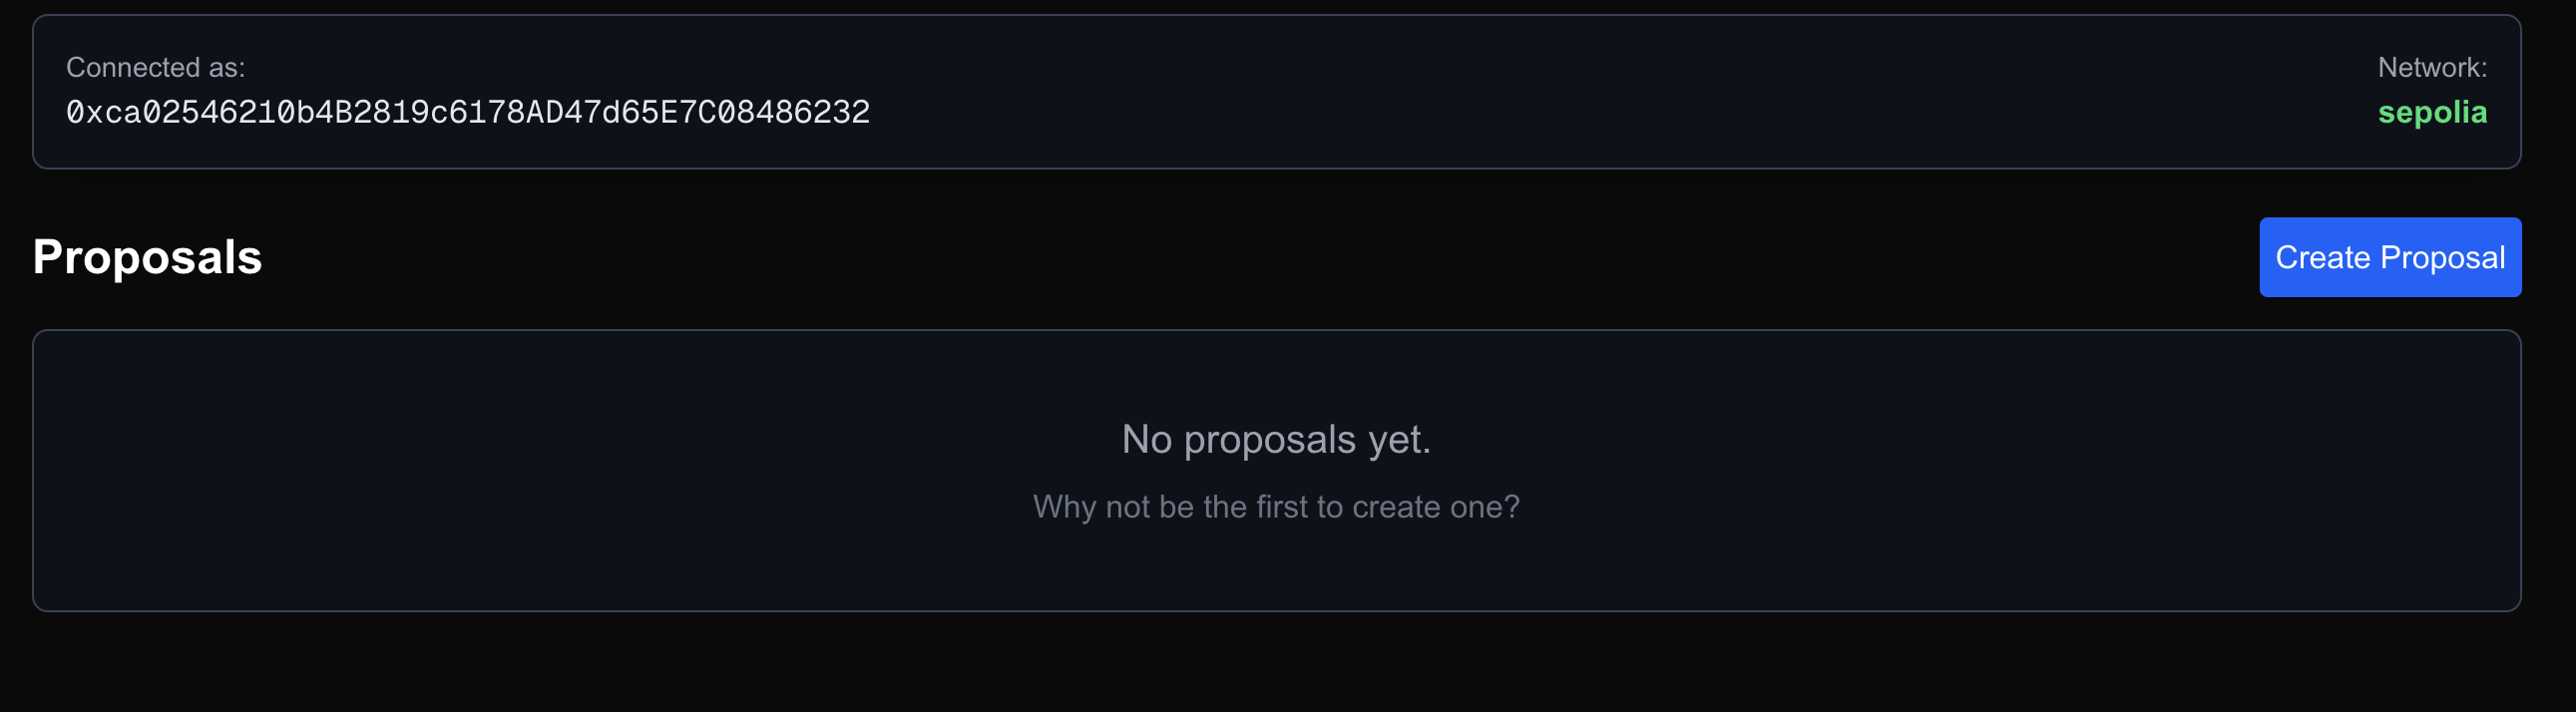 Connected as:
0xca02546210b4B2819c6178AD47d65E7C08486232
Network:
sepolia
Proposals
Create Proposal
No proposals yet.
Why not be the first to create one?